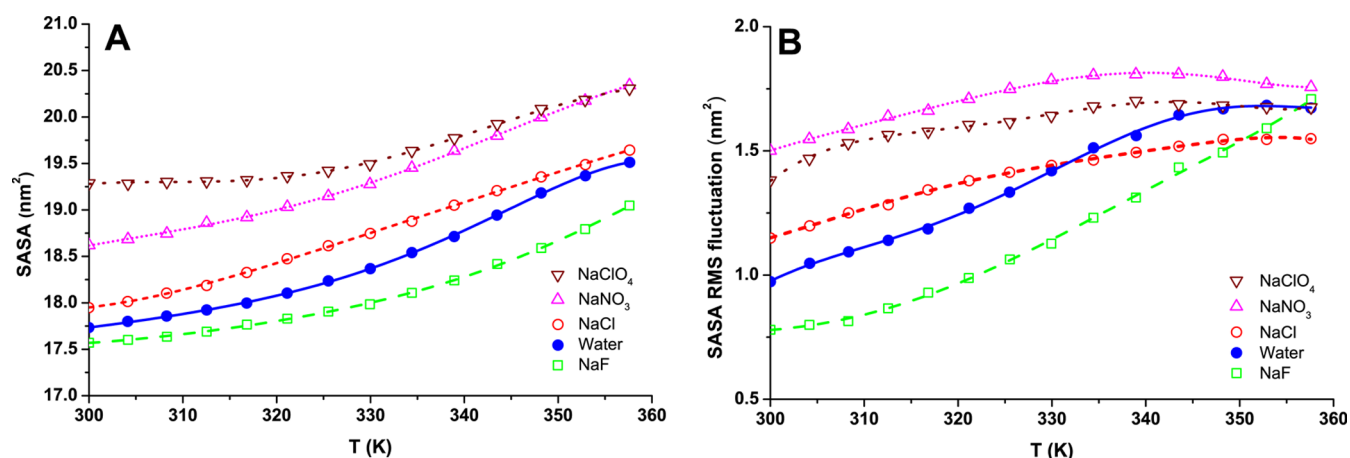 A
SASA (nm²)
21.0
20.5
20.0
19.5
19.0
18.5
18.0
17.5
17.0
300 310 320 330 340 350 360
T (K)
NaClO₄
NaNO₃
NaCl
Water
NaF
B
SASA RMS fluctuation (nm²)
2.0
1.5
1.0
0.5
300 310 320 330 340 350 360
T (K)
NaClO₄
NaNO₃
NaCl
Water
NaF